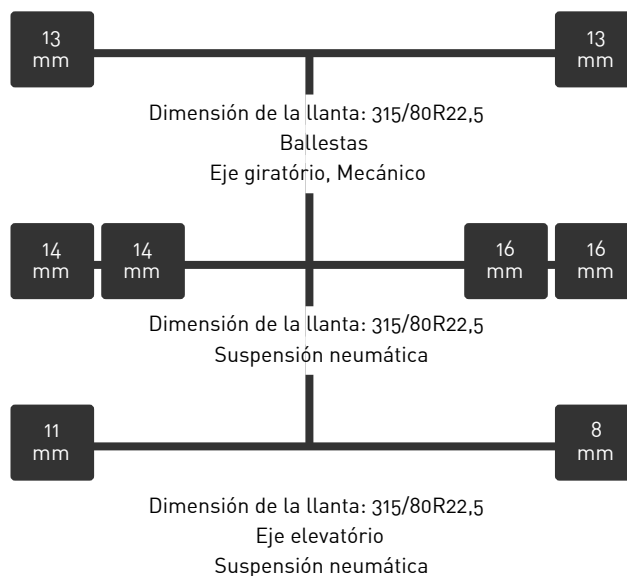 13 mm 13 mm
Dimensión de la llanta: 315/80R22,5
Ballestas
Eje giratório, Mecánico
14 mm 14 mm 16 mm 16 mm
Dimensión de la llanta: 315/80R22,5
Suspensión neumática
11 mm 8 mm
Dimensión de la llanta: 315/80R22,5
Eje elevatório
Suspensión neumática